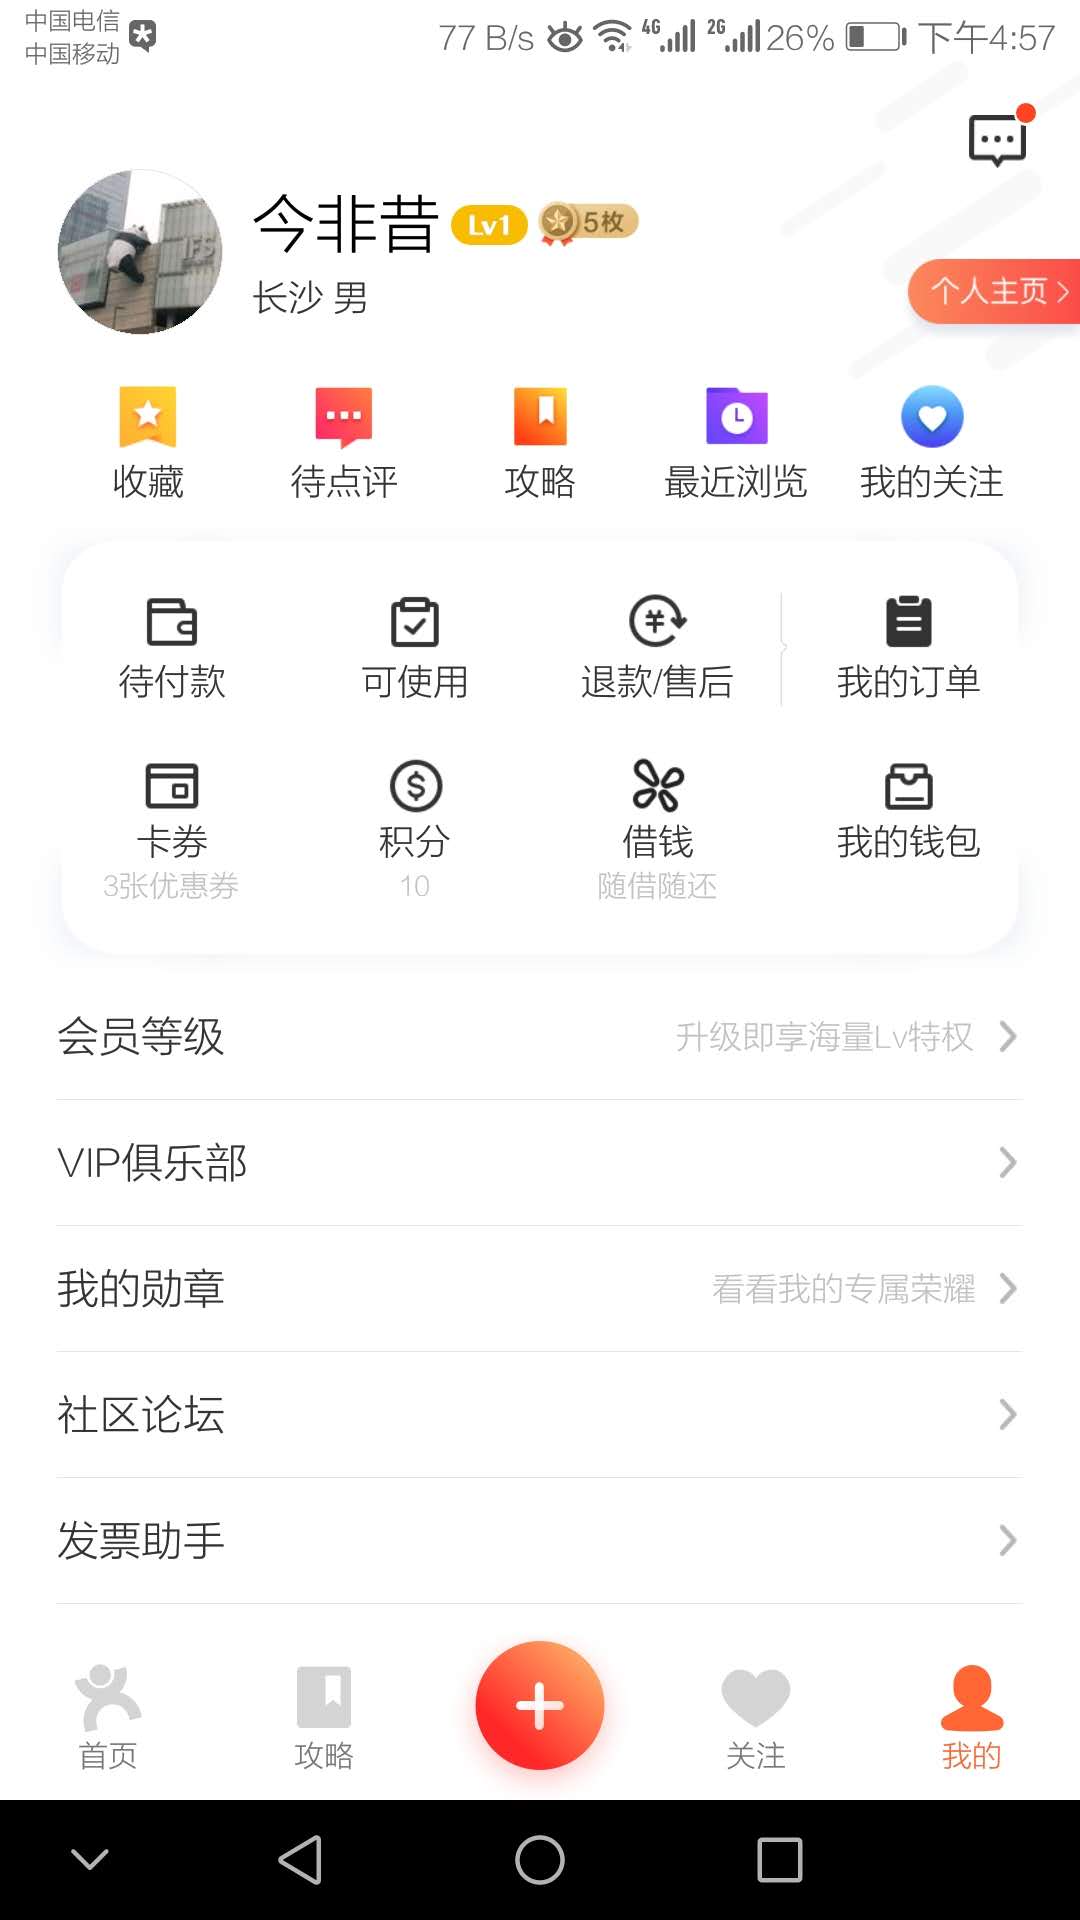 中国电信
中国移动
77 B/s 4G 2G 26% 下午4:57
今非昔 Lv1 5枚
长沙 男
个人主页
收藏 待点评 攻略 最近浏览 我的关注
待付款 可使用 退款/售后 我的订单
卡券 积分 借钱 我的钱包
3张优惠券 10 随借随还
会员等级 升级即享海量Lv特权
VIP俱乐部
我的勋章 看看我的专属荣耀
社区论坛
发票助手
首页 攻略 关注 我的